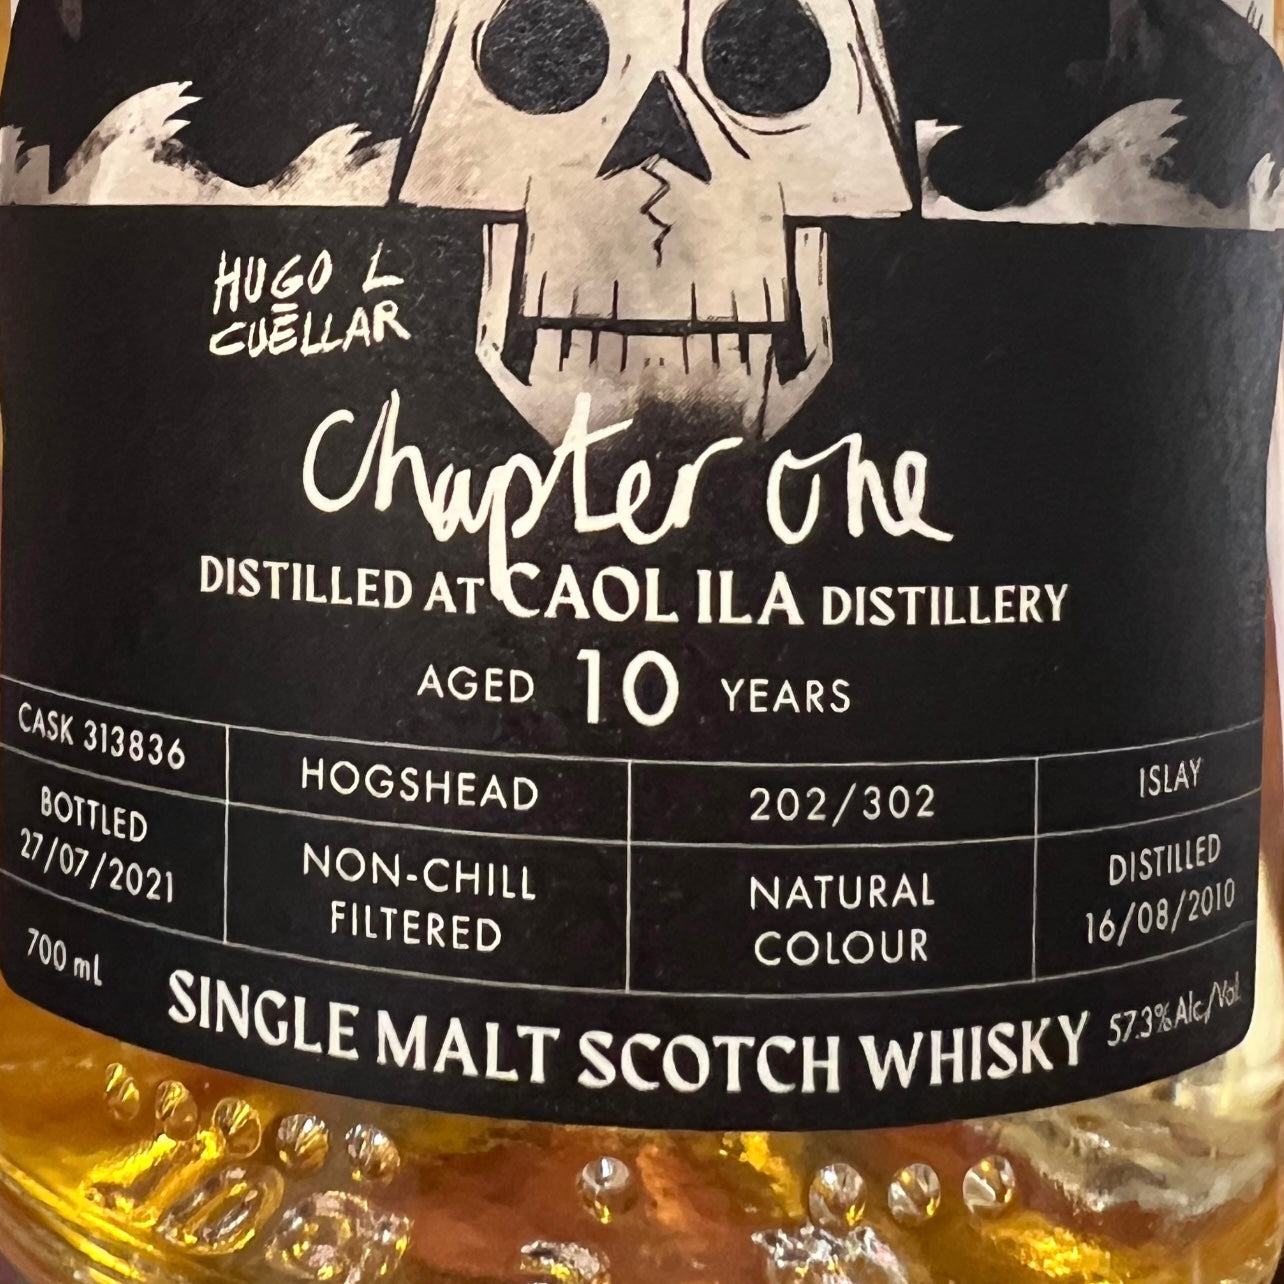 HUGO L
CUĒLLAR
Chapter one
DISTILLED AT CAOL ILA DISTILLERY
AGED 10 YEARS
CASK 313836
HOGSHEAD
202/302
ISLAY
BOTTLED
27/07/2021
NON-CHILL
FILTERED
NATURAL
COLOUR
DISTILLED
16/08/2010
700 mL
SINGLE MALT SCOTCH WHISKY
57.3% Alc/Vol